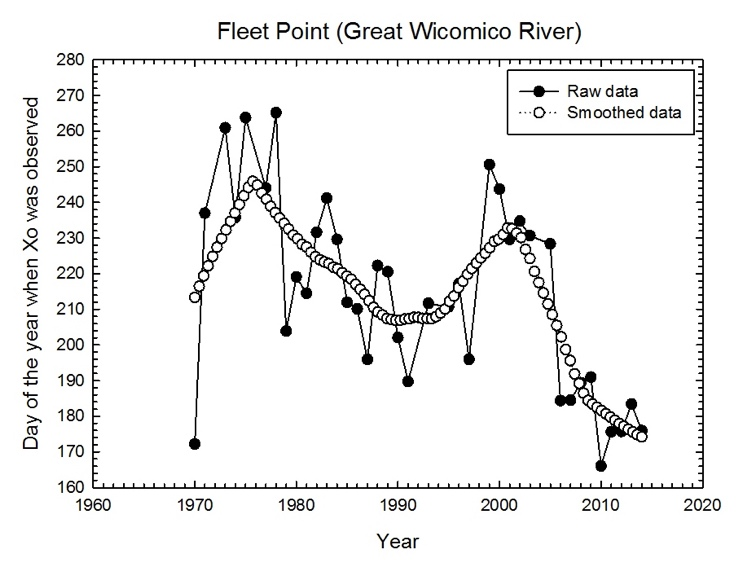 Fleet Point (Great Wicomico River)
280
270
260
250
240
230
220
210
200
190
180
170
160
Day of the year when Xo was observed
Raw data
Smoothed data
1960 1970 1980 1990 2000 2010 2020
Year